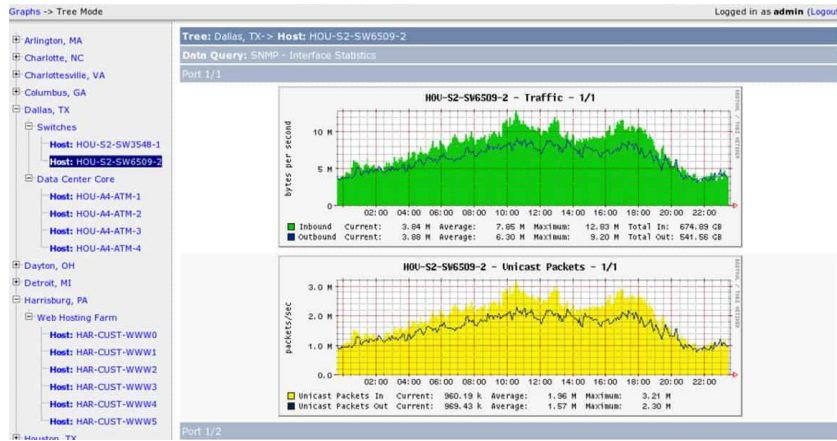 Graphs -> Tree Mode
Logged in as admin (Logout
Arlington, MA
Charlotte, NC
Charlottesville, VA
Columbus, GA
Dallas, TX
Switches
Host: HOU-S2-SW3548-1
Host: HOU-S2-SW6509-2
Data Center Core
Host: HOU-A4-ATM-1
Host: HOU-A4-ATM-2
Host: HOU-A4-ATM-3
Host: HOU-A4-ATM-4
Dayton, OH
Detroit, MI
Harrisburg, PA
Web Hosting Farm
Host: HAR-CUST-WWW0
Host: HAR-CUST-WWW1
Host: HAR-CUST-WWW2
Host: HAR-CUST-WWW3
Host: HAR-CUST-WWW4
Host: HAR-CUST-WWW5
Houston, TX
Tree: Dallas, TX-> Host: HOU-S2-SW6509-2
Data Query: SNMP - Interface Statistics
Port 1/1
HOU-S2-SW6509-2 - Traffic - 1/1
bytes per second
10 M
5 M
0
02:00 04:00 06:00 08:00 10:00 12:00 14:00 16:00 18:00 20:00 22:00
Inbound Current: 3.84 M Average: 7.85 M Maximum: 12.83 M Total In: 674.89 GB
Outbound Current: 3.88 M Average: 6.30 M Maximum: 9.20 M Total Out: 541.56 GB
RRDTOOL / TOBI OETIKER
HOU-S2-SW6509-2 - Unicast Packets - 1/1
packets/sec
3.0 M
2.0 M
1.0 M
0.0
02:00 04:00 06:00 08:00 10:00 12:00 14:00 16:00 18:00 20:00 22:00
Unicast Packets In Current: 960.19 k Average: 1.96 M Maximum: 3.21 M
Unicast Packets Out Current: 969.43 k Average: 1.57 M Maximum: 2.30 M
RRDTOOL / TOBI OETIKER
Port 1/2